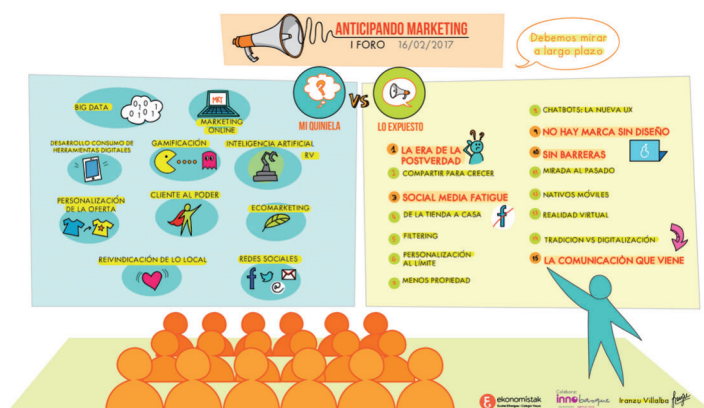 ANTICIPANDO MARKETING
I FORO 16/02/2017
Debemos mirar
a largo plazo
MI QUINIELA
VS
LO EXPUESTO
BIG DATA
MKT
MARKETING
ONLINE
DESARROLLO CONSUMO DE
HERRAMIENTAS DIGITALES
GAMIFICACIÓN
INTELIGENCIA ARTIFICIAL
RV
PERSONALIZACIÓN
DE LA OFERTA
CLIENTE AL PODER
ECOMARKETING
REIVINDICACIÓN DE LO LOCAL
REDES SOCIALES
1 LA ERA DE LA
POSTVERDAD
2 COMPARTIR PARA CRECER
3 SOCIAL MEDIA FATIGUE
4 DE LA TIENDA A CASA
5 FILTERING
6 PERSONALIZACIÓN
AL LÍMITE
7 MENOS PROPIEDAD
8 CHATBOTS: LA NUEVA UX
9 NO HAY MARCA SIN DISEÑO
10 SIN BARRERAS
11 MIRADA AL PASADO
12 NATIVOS MÓVILES
13 REALIDAD VIRTUAL
14 TRADICION VS DIGITALIZACIÓN
15 LA COMUNICACIÓN QUE VIENE
ekonomistak
innobasque
Iranzu Villalba